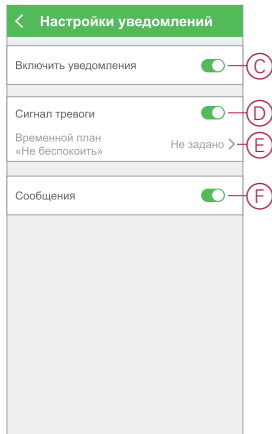 Настройки уведомлений
Включить уведомления
C
Сигнал тревоги
D
Временной план
«Не беспокоить»
Не задано
E
Сообщения
F